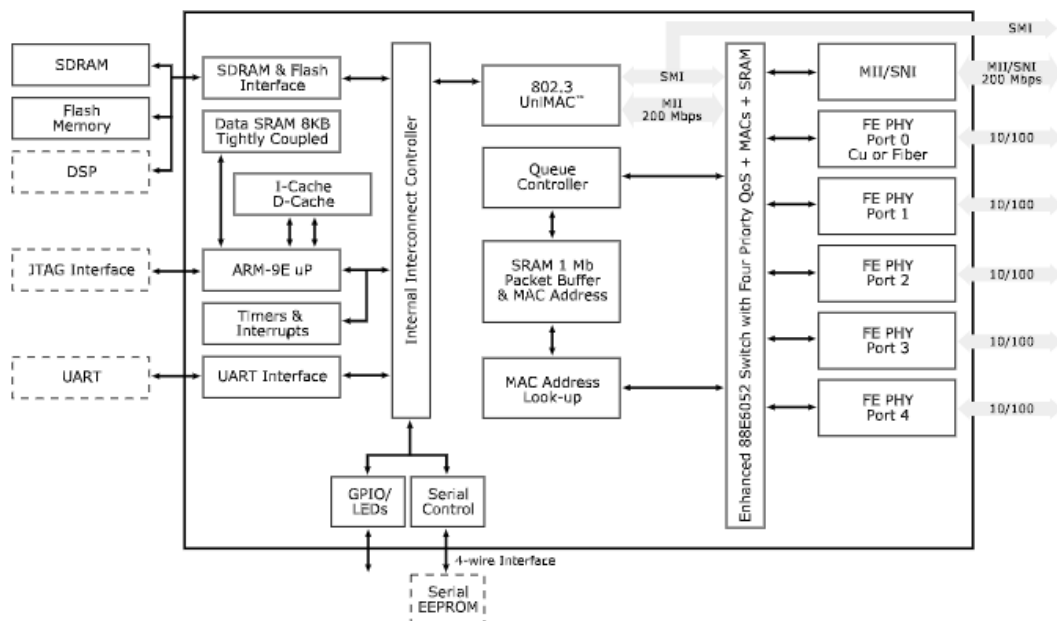 SMI
SDRAM
SDRAM & Flash
Interface
Flash
Memory
Data SRAM 8KB
Tightly Coupled
DSP
I-Cache
D-Cache
JTAG Interface
ARM-9E uP
Timers &
Interrupts
UART
UART Interface
Internal Interconnect Controller
GPIO/
LEDs
Serial
Control
4-wire Interface
Serial
EEPROM
802.3
UniMAC™
SMI
MII
200 Mbps
Queue
Controller
SRAM 1 Mb
Packet Buffer
& MAC Address
MAC Address
Look-up
Enhanced 88E6052 Switch with Four Priorty QoS + MACs + SRAM
MII/SNI
MII/SNI
200 Mbps
FE PHY
Port 0
Cu or Fiber
10/100
FE PHY
Port 1
10/100
FE PHY
Port 2
10/100
FE PHY
Port 3
10/100
FE PHY
Port 4
10/100